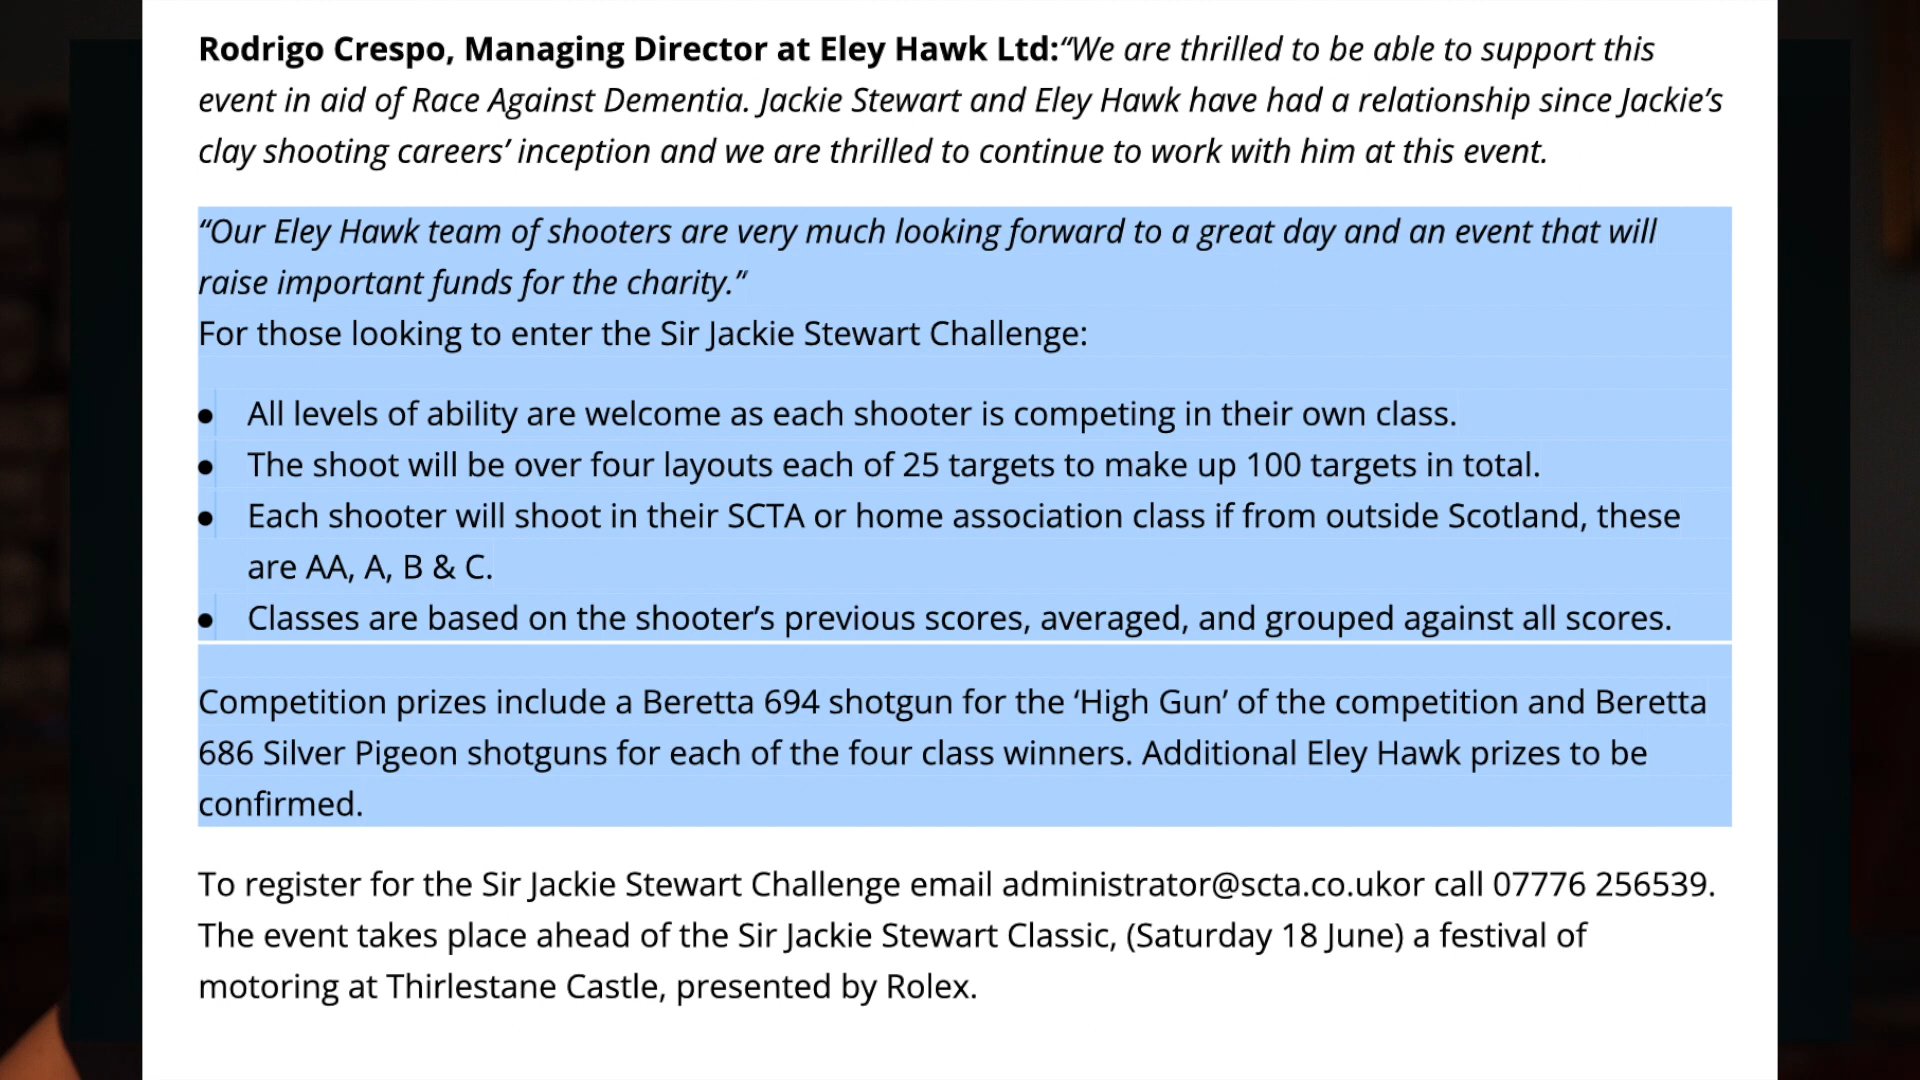 Rodrigo Crespo, Managing Director at Eley Hawk Ltd:“We are thrilled to be able to support this
event in aid of Race Against Dementia. Jackie Stewart and Eley Hawk have had a relationship since Jackie’s
clay shooting careers’ inception and we are thrilled to continue to work with him at this event.
“Our Eley Hawk team of shooters are very much looking forward to a great day and an event that will
raise important funds for the charity.”
For those looking to enter the Sir Jackie Stewart Challenge:
● All levels of ability are welcome as each shooter is competing in their own class.
● The shoot will be over four layouts each of 25 targets to make up 100 targets in total.
● Each shooter will shoot in their SCTA or home association class if from outside Scotland, these
are AA, A, B & C.
● Classes are based on the shooter’s previous scores, averaged, and grouped against all scores.
Competition prizes include a Beretta 694 shotgun for the ‘High Gun’ of the competition and Beretta
686 Silver Pigeon shotguns for each of the four class winners. Additional Eley Hawk prizes to be
confirmed.
To register for the Sir Jackie Stewart Challenge email administrator@scta.co.ukor call 07776 256539.
The event takes place ahead of the Sir Jackie Stewart Classic, (Saturday 18 June) a festival of
motoring at Thirlestane Castle, presented by Rolex.